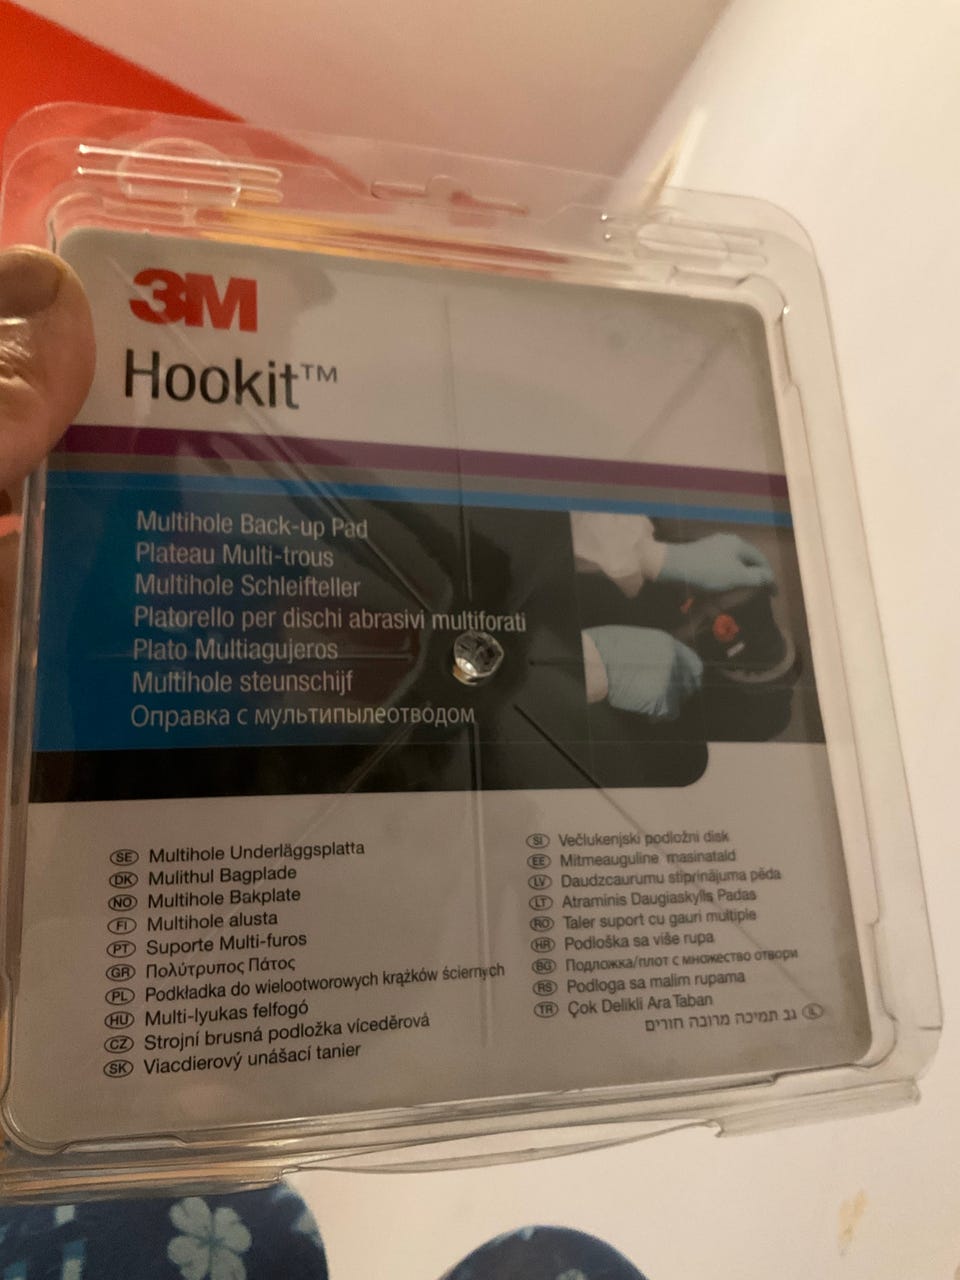 3M
Hookit™
Multihole Back-up Pad
Plateau Multi-trous
Multihole Schleifteller
Platorello per dischi abrasivi multiforati
Plato Multiagujeros
Multihole steunschijf
Оправка с мультипылеотводом
SE Multihole Underläggsplatta
DK Mulithul Bagplade
NO Multihole Bakplate
FI Multihole alusta
PT Suporte Multi-furos
GR Πολύτρυπος Πάτος
PL Podkładka do wielootworowych krążków ściernych
HU Multi-lyukas felfogó
CZ Strojní brusná podložka víceděrová
SK Viacdierový unášací tanier
SI Večlukenjski podložni disk
EE Mitmeauguline masinatald
LV Daudzcaurumu stiprinājuma pēda
LT Atraminis Daugiaskylis Padas
RO Taler suport cu gauri multiple
HR Podloška sa više rupa
BG Подложка/плот с множество отвори
RS Podloga sa malim rupama
TR Çok Delikli Ara Taban
IL גב תמיכה מרובה חורים